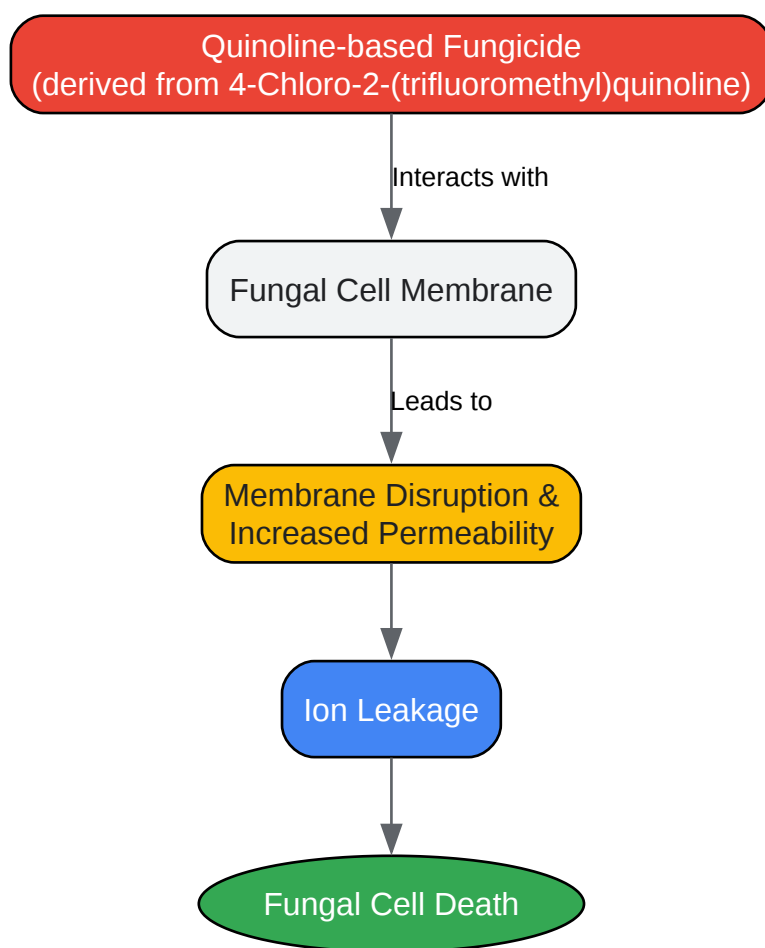 Quinoline-based Fungicide
(derived from 4-Chloro-2-(trifluoromethyl)quinoline)
Interacts with
Fungal Cell Membrane
Leads to
Membrane Disruption &
Increased Permeability
Ion Leakage
Fungal Cell Death